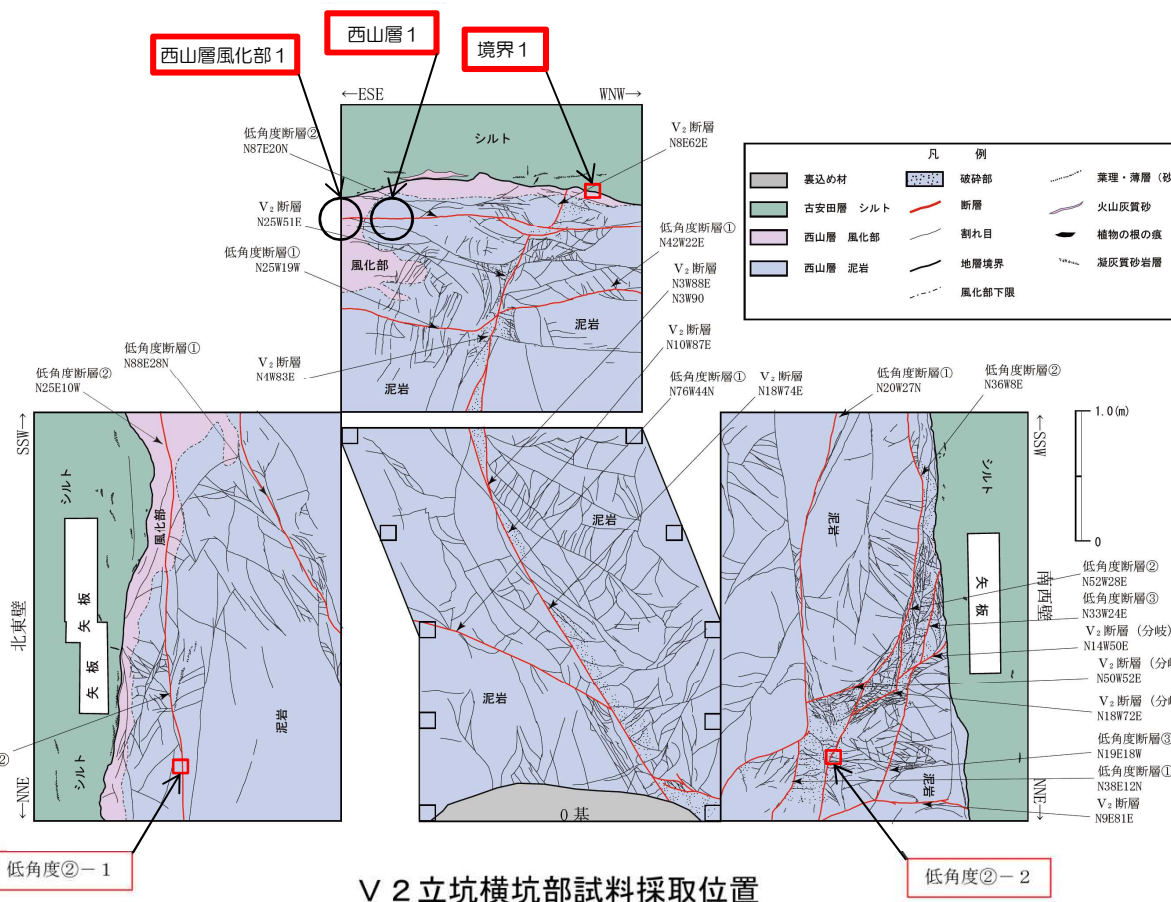 西山層風化部1
西山層1
境界1
←ESE
WNW→
低角度断層②
N87E20N
シルト
V₂断層
N8E62E
V₂断層
N25W51E
低角度断層①
N25W19W
風化部
低角度断層①
N42W22E
V₂断層
N3W88E
N3W90
泥岩
V₂断層
N10W87E
V₂断層
N4W83E
泥岩
低角度断層①
N76W44N
V₂断層
N18W74E
凡 例
裏込め材
古安田層 シルト
西山層 風化部
西山層 泥岩
破砕部
断層
割れ目
地層境界
風化部下限
葉理・薄層(砂
火山灰質砂
植物の根の痕
凝灰質砂岩層
低角度断層①
N88E28N
低角度断層②
N25E10W
SSW→
シルト
風化部
矢板
矢板
北東壁
泥岩
シルト
②
←NNE
泥岩
泥岩
0基
低角度断層①
N20W27N
低角度断層②
N36W8E
←SSW
1.0(m)
0
シルト
泥岩
矢板
南西壁
低角度断層②
N52W28E
低角度断層③
N33W24E
V₂断層(分岐)
N14W50E
V₂断層(分岐
N50W52E
V₂断層(分岐
N18W72E
低角度断層③
N19E18W
低角度断層①
N38E12N
V₂断層
N9E81E
泥岩
NNE→
低角度②-1
低角度②-2
V2立坑横坑部試料採取位置